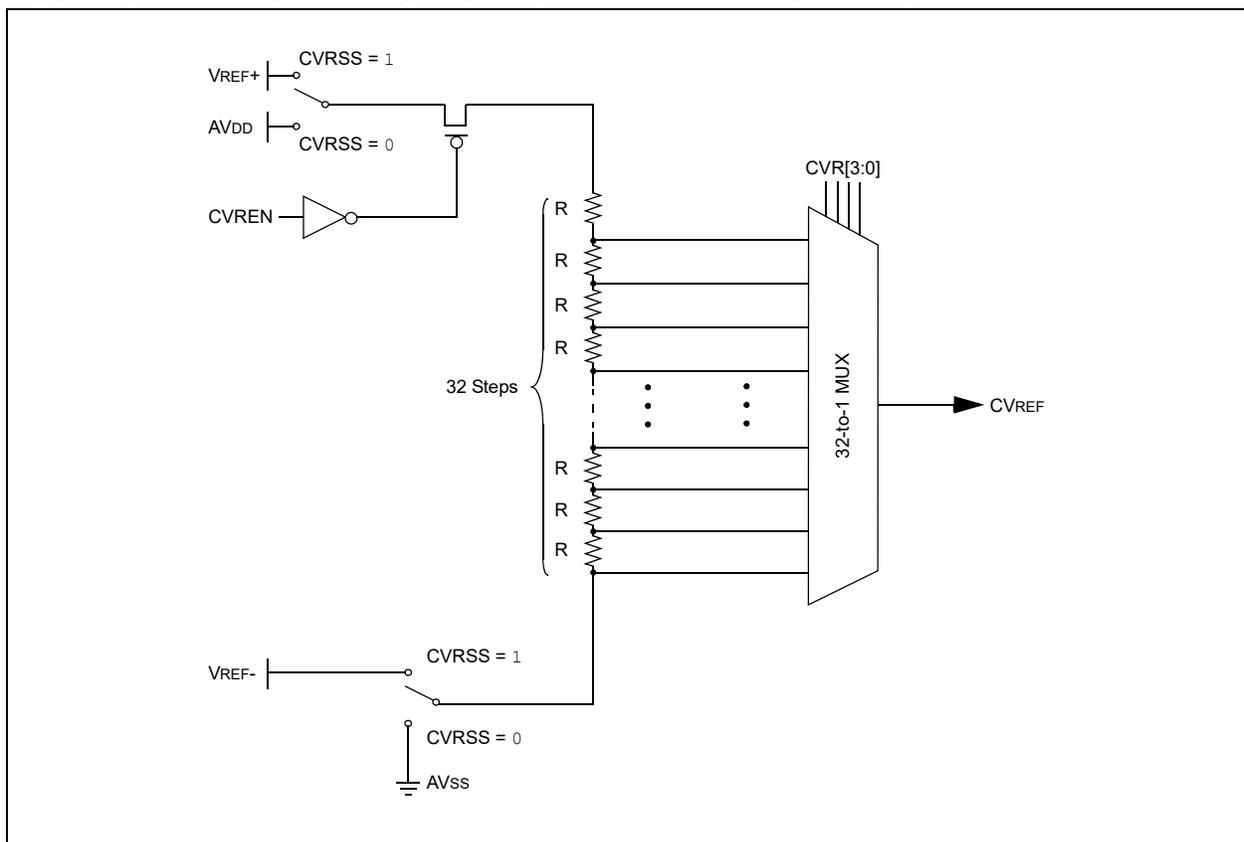 CVRSS = 1
VREF+
AVDD
CVRSS = 0
CVR[3:0]
CVREN
R
R
R
R
32 Steps
32-to-1 MUX
CVREF
R
R
R
CVRSS = 1
VREF-
CVRSS = 0
AVSS